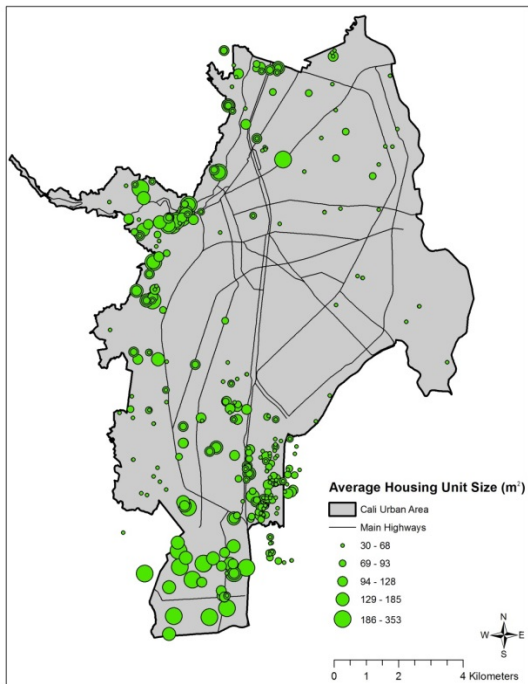 Average Housing Unit Size (m²)
Cali Urban Area
Main Highways
30 - 68
69 - 93
94 - 128
129 - 185
186 - 353
N
W E
S
0 1 2 4 Kilometers